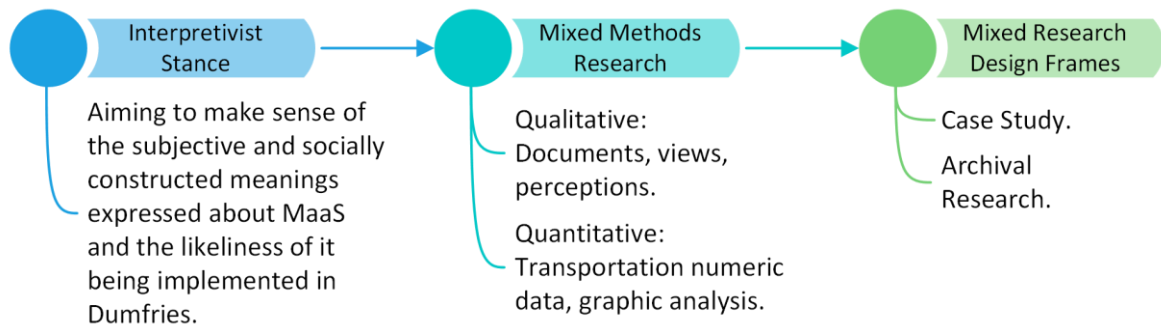 Interpretivist
Stance
Aiming to make sense of
the subjective and socially
constructed meanings
expressed about MaaS
and the likeliness of it
being implemented in
Dumfries.
Mixed Methods
Research
Qualitative:
Documents, views,
perceptions.
Quantitative:
Transportation numeric
data, graphic analysis.
Mixed Research
Design Frames
Case Study.
Archival
Research.